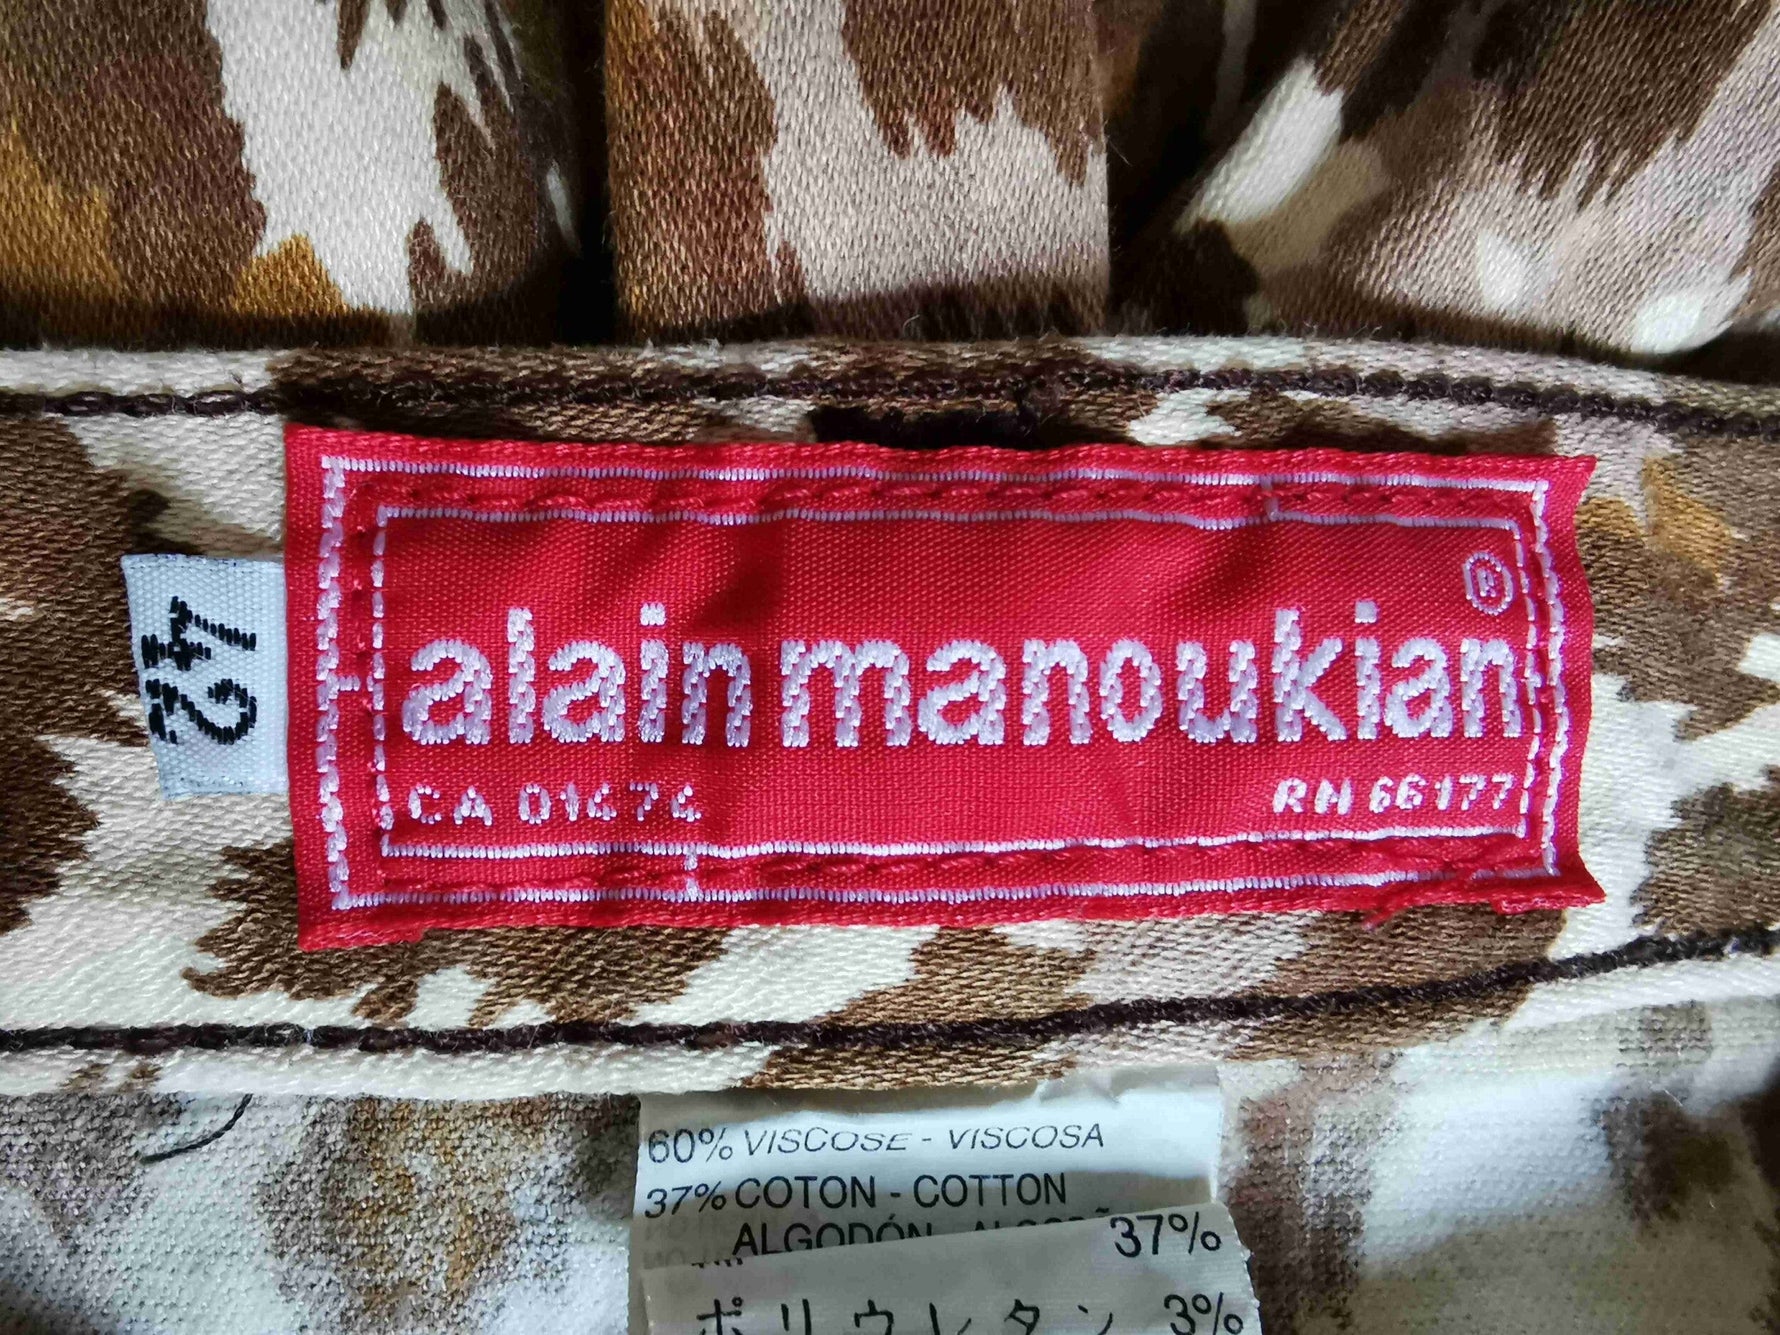 42
alain manoukian®
CA 01474
RN 66177
60% VISCOSE - VISCOSA
37% COTON - COTTON
ALGODÓN -
37%
ポリウレタン 3%